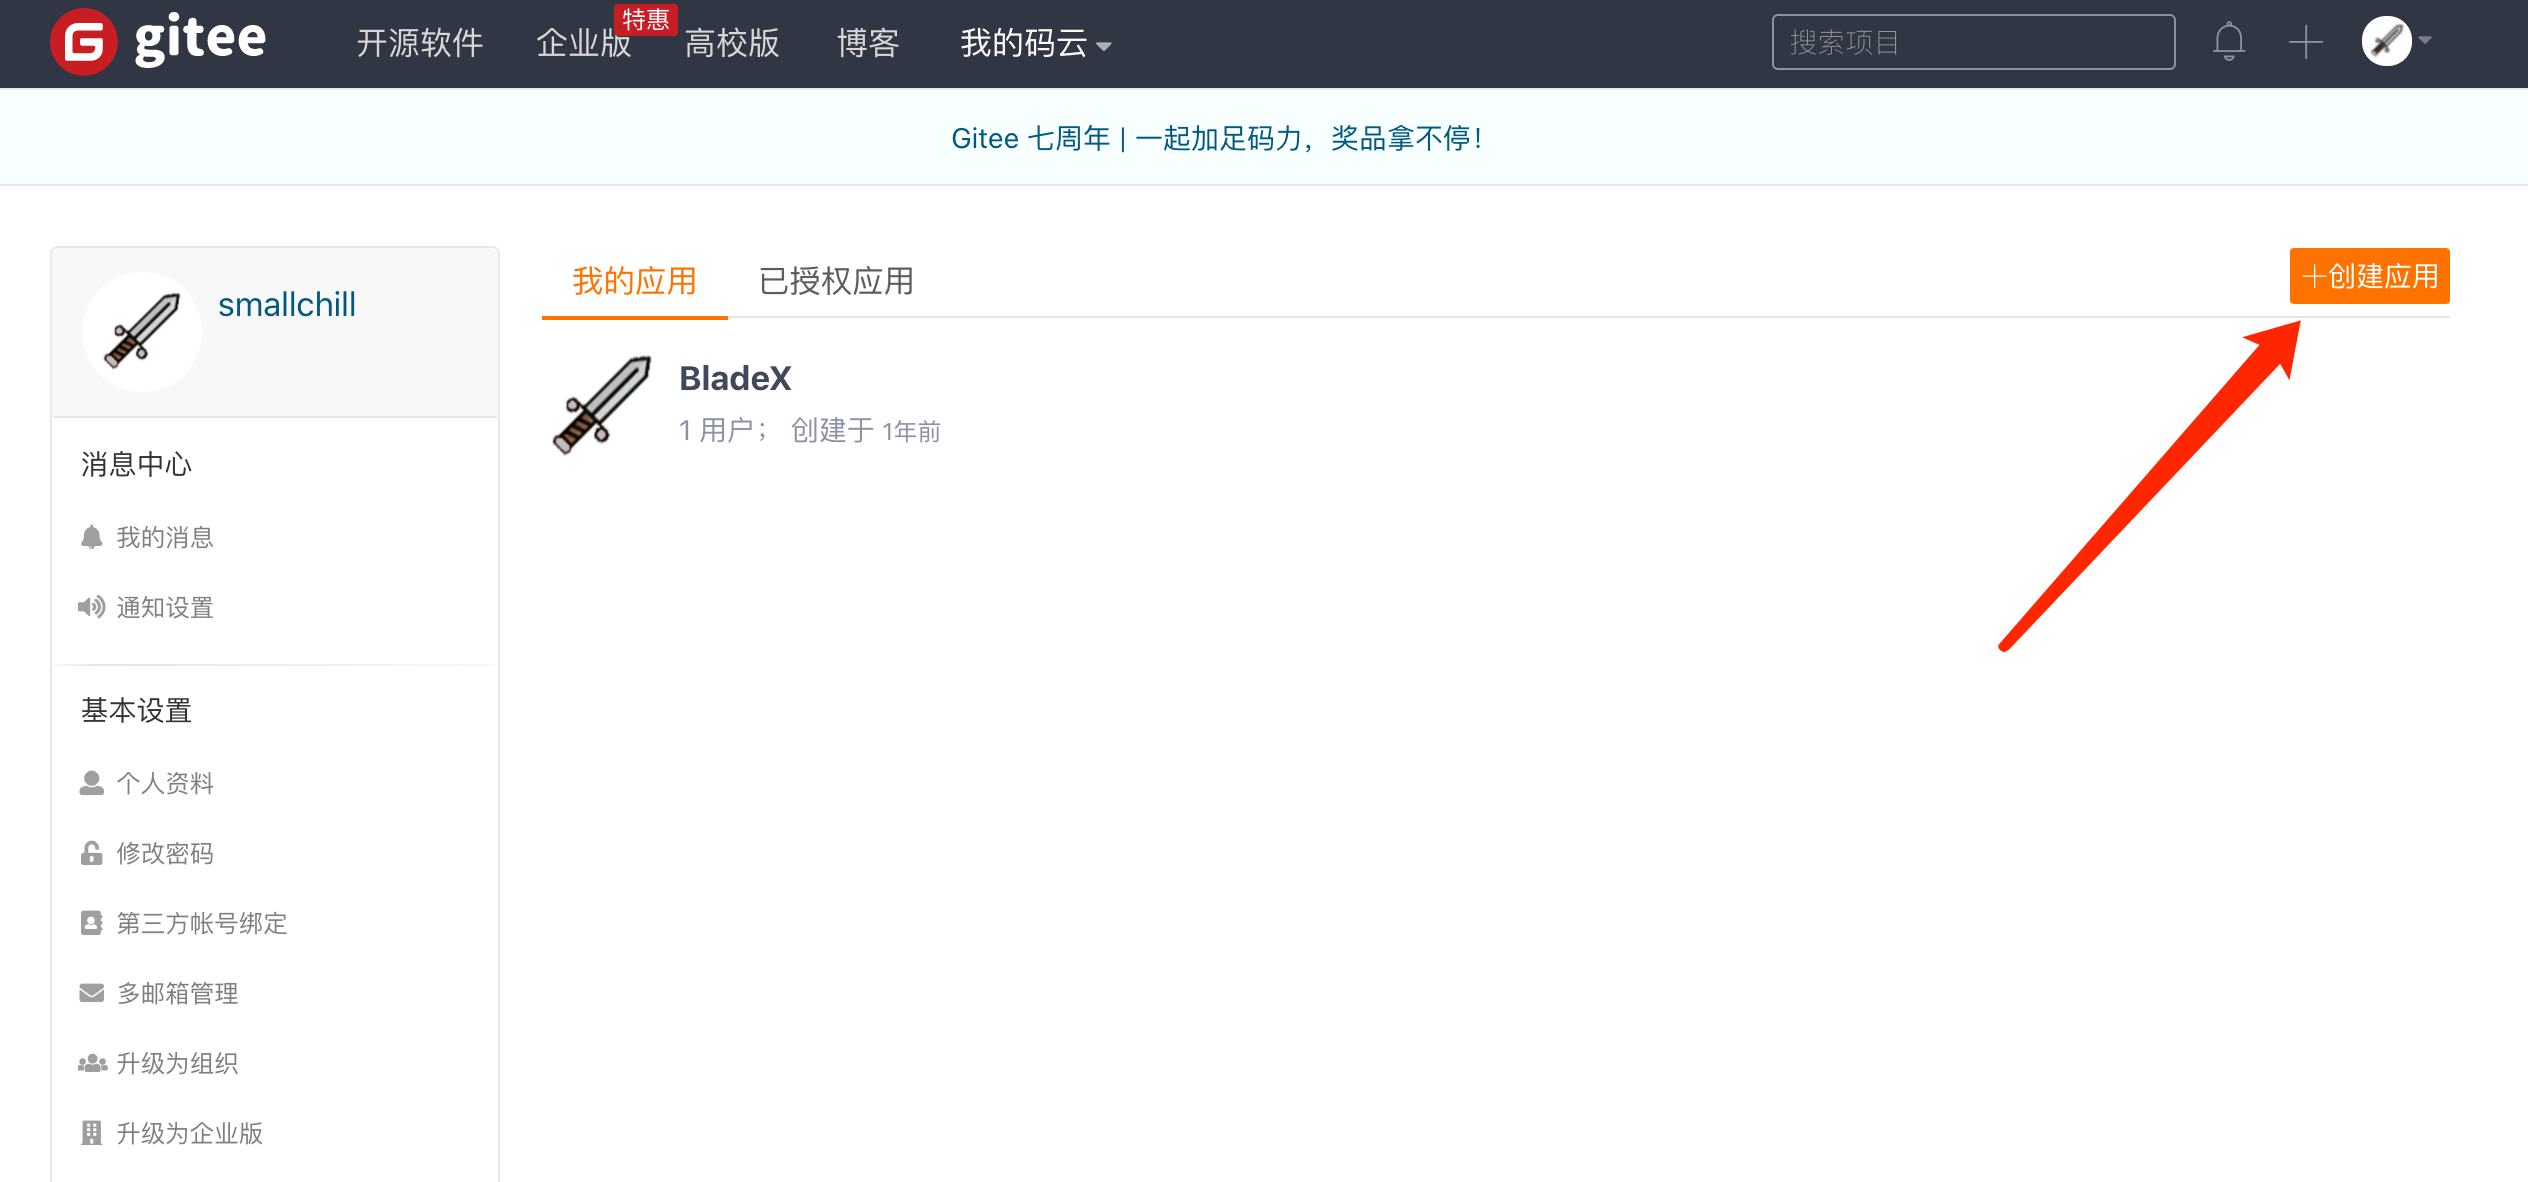 gitee 开源软件 企业版 特惠 高校版 博客 我的码云 搜索项目
Gitee 七周年 | 一起加足码力，奖品拿不停！
smallchill
我的应用 已授权应用 创建应用
BladeX
1 用户； 创建于 1年前
消息中心
我的消息
通知设置
基本设置
个人资料
修改密码
第三方帐号绑定
多邮箱管理
升级为组织
升级为企业版